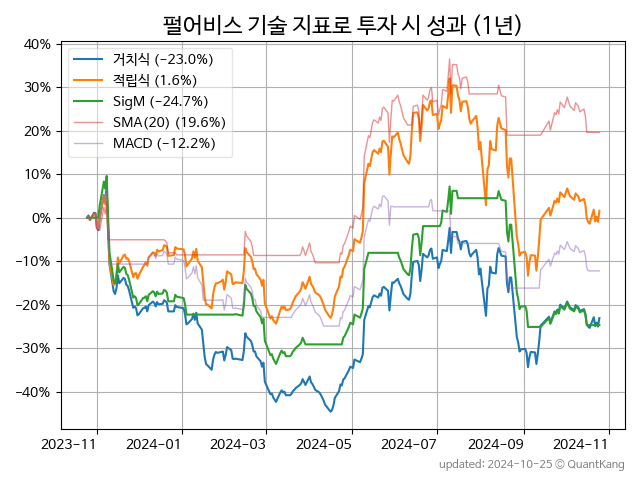 펄어비스 기술 지표로 투자 시 성과 (1년)
거치식 (−23.0%)
적립식 (1.6%)
SigM (−24.7%)
SMA(20) (19.6%)
MACD (−12.2%)
40%
30%
20%
10%
0%
−10%
−20%
−30%
−40%
2023-11 2024-01 2024-03 2024-05 2024-07 2024-09 2024-11
updated: 2024-10-25 © QuantKang